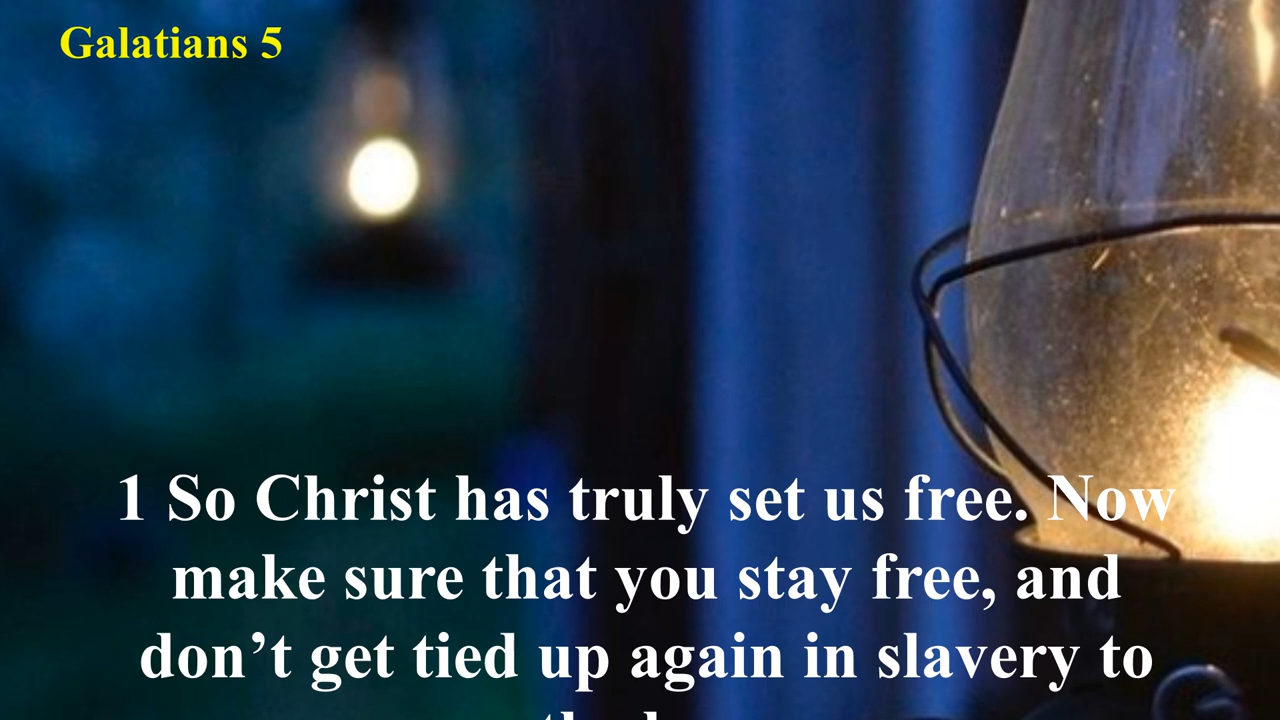 Galatians 5
1 So Christ has truly set us free. Now
make sure that you stay free, and
don’t get tied up again in slavery to